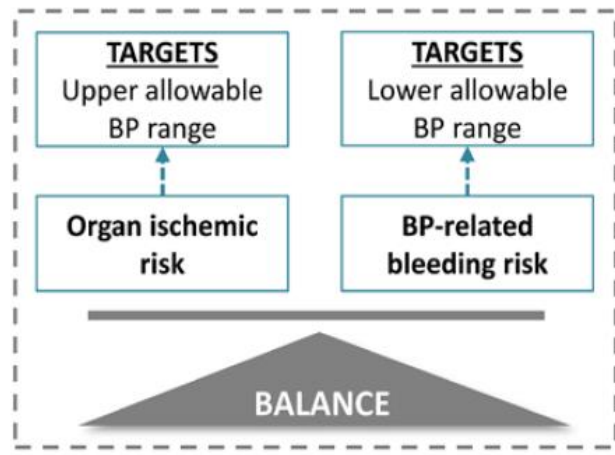 TARGETS
Upper allowable
BP range
TARGETS
Lower allowable
BP range
Organ ischemic
risk
BP-related
bleeding risk
BALANCE